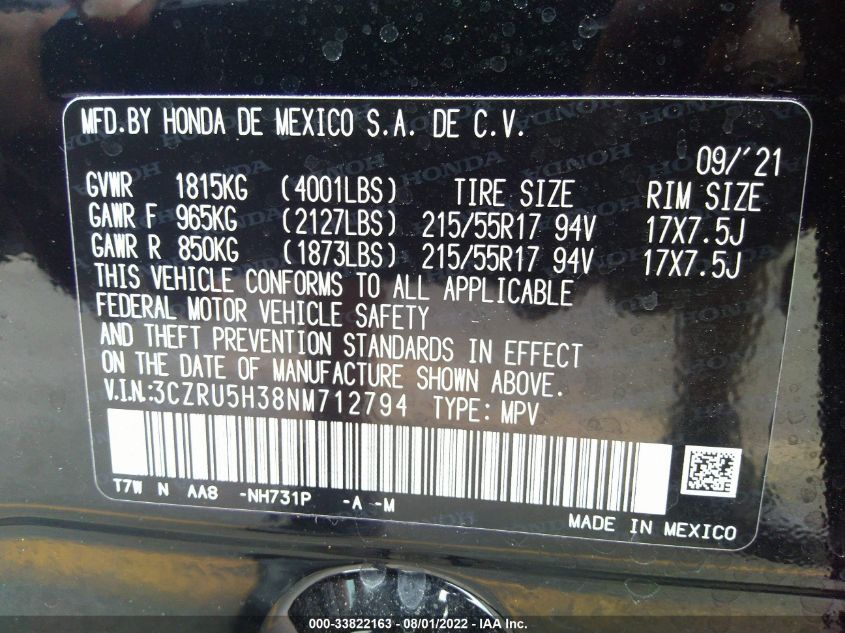 MFD.BY HONDA DE MEXICO S.A. DE C.V.
09/'21
GVWR 1815KG (4001LBS) TIRE SIZE RIM SIZE
GAWR F 965KG (2127LBS) 215/55R17 94V 17X7.5J
GAWR R 850KG (1873LBS) 215/55R17 94V 17X7.5J
THIS VEHICLE CONFORMS TO ALL APPLICABLE
FEDERAL MOTOR VEHICLE SAFETY
AND THEFT PREVENTION STANDARDS IN EFFECT
ON THE DATE OF MANUFACTURE SHOWN ABOVE.
V.I.N.:3CZRU5H38NM712794 TYPE: MPV
T7W N AA8 -NH731P -A -M
MADE IN MEXICO
000-33822163 - 08/01/2022 - IAA Inc.